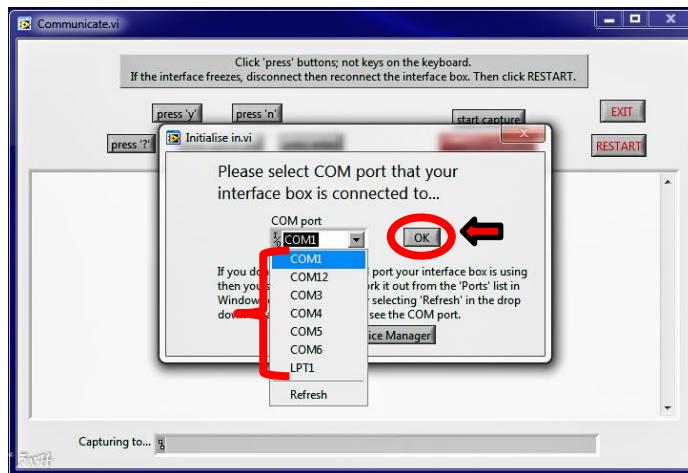 Communicate.vi
Click 'press' buttons; not keys on the keyboard.
If the interface freezes, disconnect then reconnect the interface box. Then click RESTART.
press 'y' press 'n' start capture EXIT
press '?' RESTART
Initialise in.vi
Please select COM port that your
interface box is connected to...
COM port
COM1 OK
COM1
COM12
COM3
COM4
COM5
COM6
LPT1
Refresh
If you port your interface box is using
then you it out from the 'Ports' list in
Window selecting 'Refresh' in the drop
see the COM port.
Manager
Capturing to...